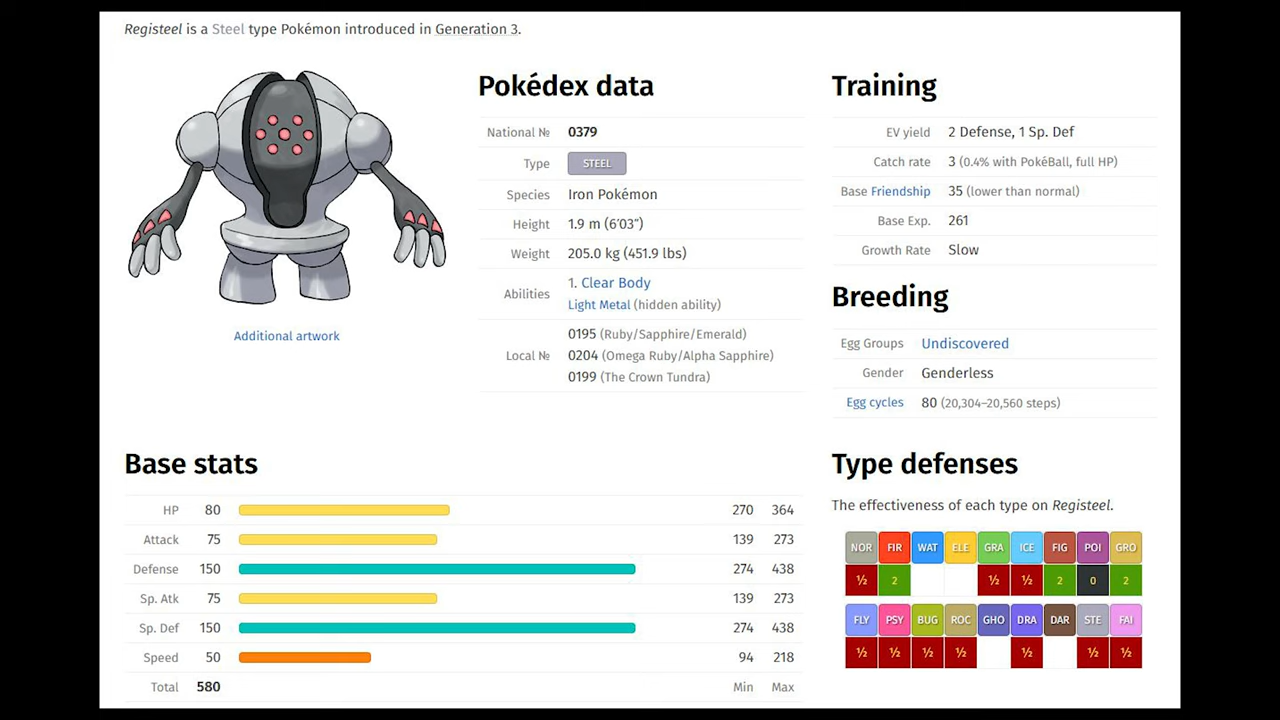 Registeel is a Steel type Pokémon introduced in Generation 3.
Additional artwork
Pokédex data
National № 0379
Type STEEL
Species Iron Pokémon
Height 1.9 m (6′03″)
Weight 205.0 kg (451.9 lbs)
Abilities 1. Clear Body
Light Metal (hidden ability)
Local № 0195 (Ruby/Sapphire/Emerald)
0204 (Omega Ruby/Alpha Sapphire)
0199 (The Crown Tundra)
Training
EV yield 2 Defense, 1 Sp. Def
Catch rate 3 (0.4% with PokéBall, full HP)
Base Friendship 35 (lower than normal)
Base Exp. 261
Growth Rate Slow
Breeding
Egg Groups Undiscovered
Gender Genderless
Egg cycles 80 (20,304–20,560 steps)
Base stats
HP 80 270 364
Attack 75 139 273
Defense 150 274 438
Sp. Atk 75 139 273
Sp. Def 150 274 438
Speed 50 94 218
Total 580 Min Max
Type defenses
The effectiveness of each type on Registeel.
NOR FIR WAT ELE GRA ICE FIG POI GRO
½ 2 ½ ½ 2 0 2
FLY PSY BUG ROC GHO DRA DAR STE FAI
½ ½ ½ ½ ½ ½ ½